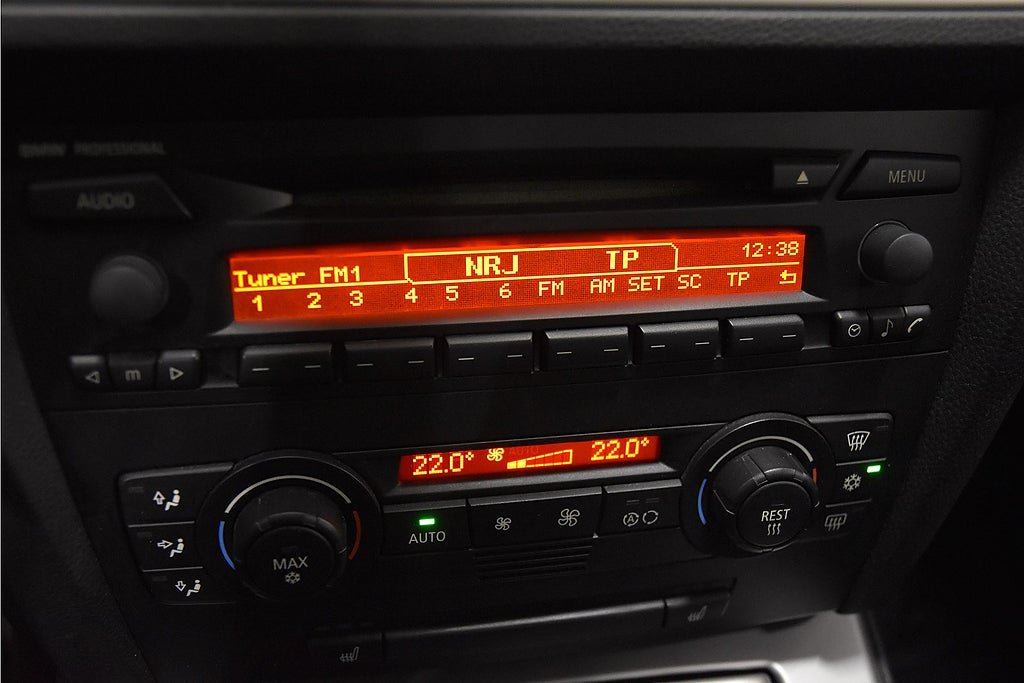 BMW PROFESSIONAL
AUDIO
MENU
NRJ TP 12:38
Tuner FM1
1 2 3 4 5 6 FM AM SET SC TP
m
22.0° AUTO 22.0°
AUTO
A
MAX
REST